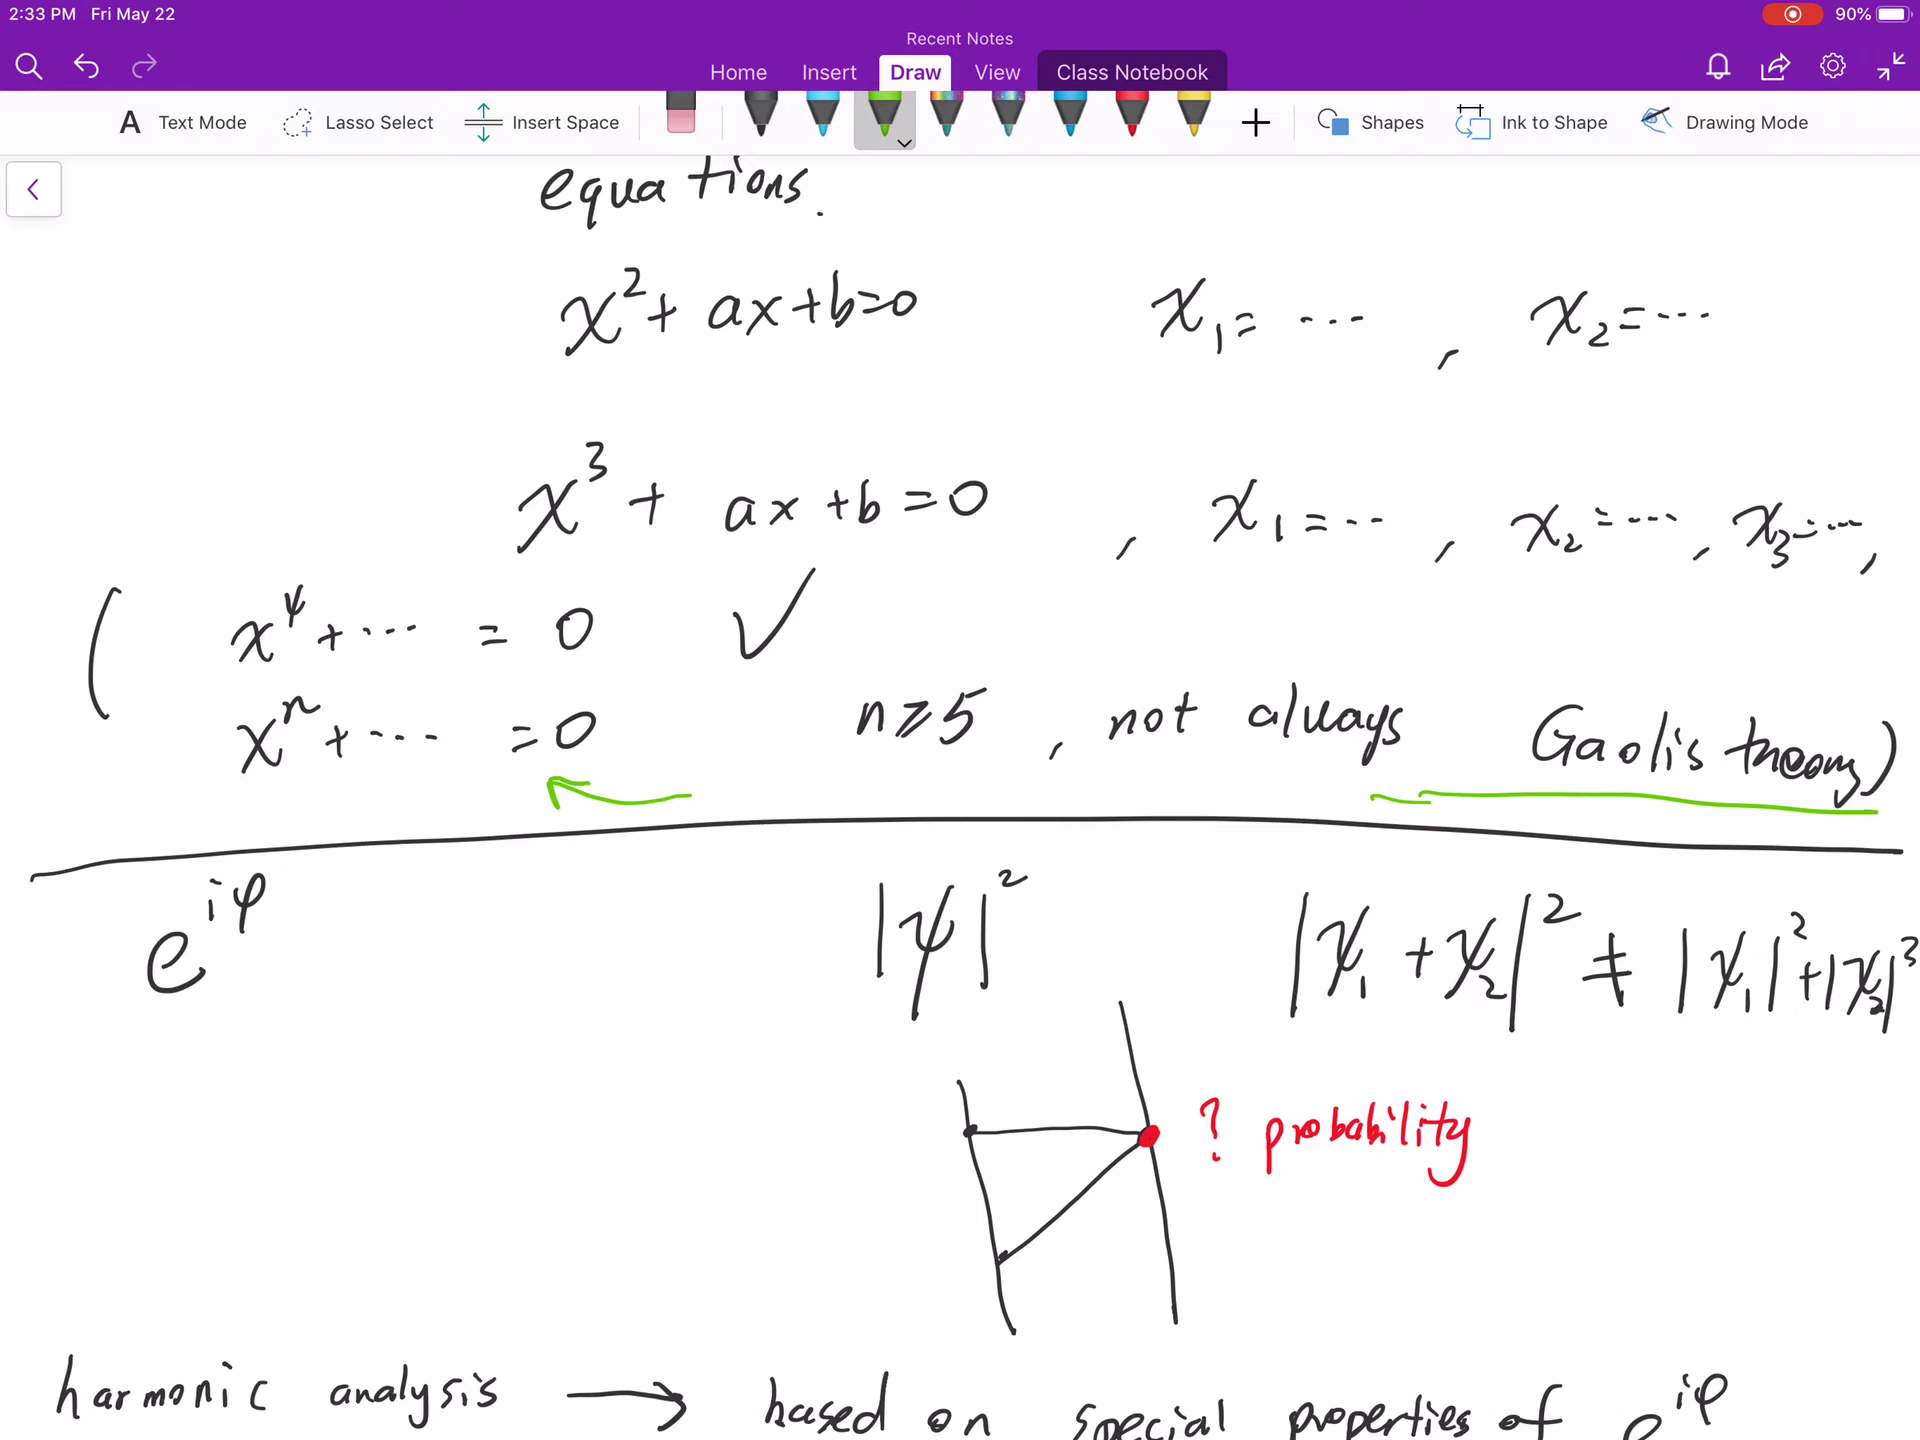 2:33 PM Fri May 22
90%
Recent Notes
Home Insert Draw View Class Notebook
A Text Mode Lasso Select Insert Space Shapes Ink to Shape Drawing Mode
equations.
x² + ax+b=0 x₁= ... , x₂=...
x³ + ax+b=0 , x₁=.. , x₂=..., x₃=...,
( x⁴+... = 0 ✓
xⁿ+... =0 n⩾5 , not always Gaolis theory)
e^{iφ} |ψ|² |ψ₁+ψ₂|² ≠ |ψ₁|²+|ψ₂|³
? probability
harmonic analysis → based on special properties of e^{iφ}